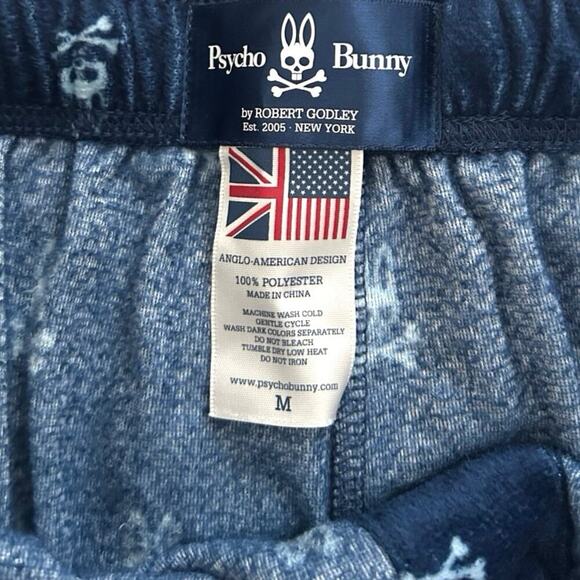 Psycho Bunny
by ROBERT GODLEY
Est. 2005 · NEW YORK
ANGLO-AMERICAN DESIGN
100% POLYESTER
MADE IN CHINA
MACHINE WASH COLD
GENTLE CYCLE
WASH DARK COLORS SEPARATELY
DO NOT BLEACH
TUMBLE DRY LOW HEAT
DO NOT IRON
www.psychobunny.com
M